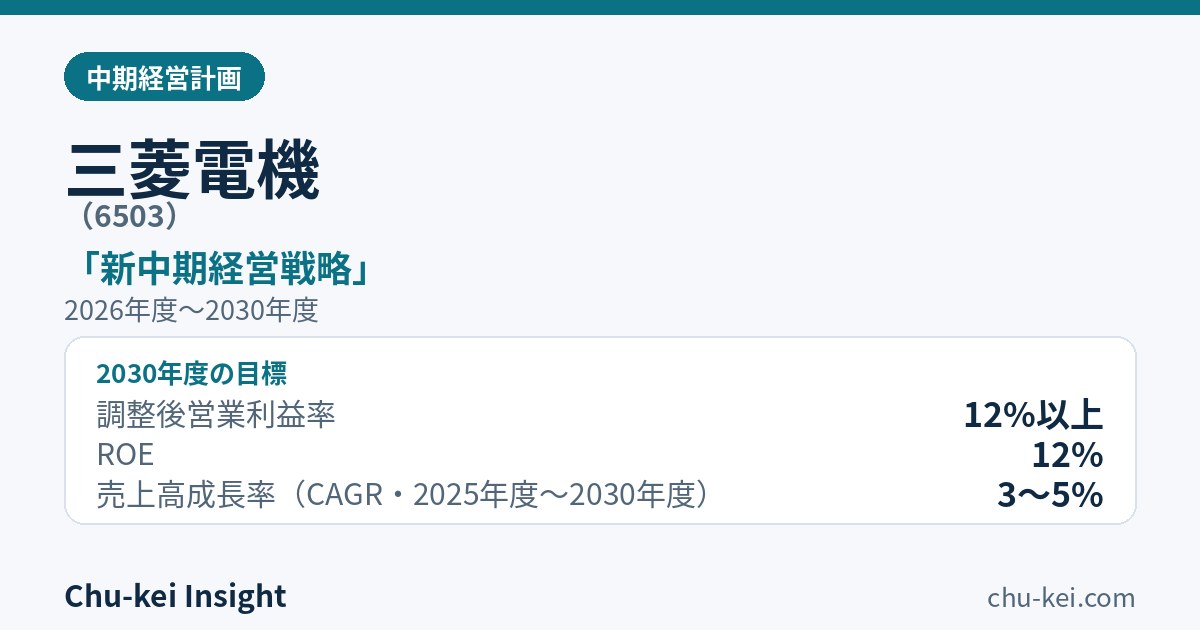 中期経営計画
三菱電機
（6503）
「新中期経営戦略」
2026年度～2030年度
2030年度の目標
調整後営業利益率 12%以上
ROE 12%
売上高成長率（CAGR・2025年度～2030年度） 3～5%
Chu-kei Insight chu-kei.com